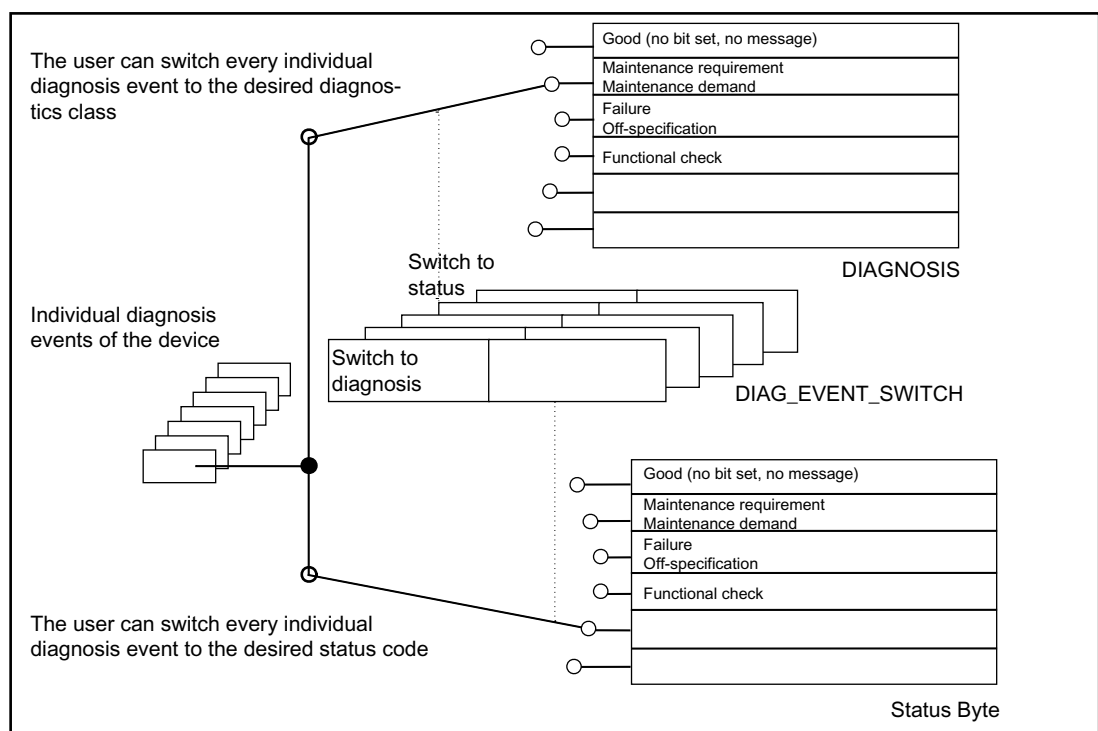 The user can switch every individual
diagnosis event to the desired diagnos-
tics class
Good (no bit set, no message)
Maintenance requirement
Maintenance demand
Failure
Off-specification
Functional check
DIAGNOSIS
Switch to
status
Individual diagnosis
events of the device
Switch to
diagnosis
DIAG_EVENT_SWITCH
Good (no bit set, no message)
Maintenance requirement
Maintenance demand
Failure
Off-specification
Functional check
The user can switch every individual
diagnosis event to the desired status code
Status Byte